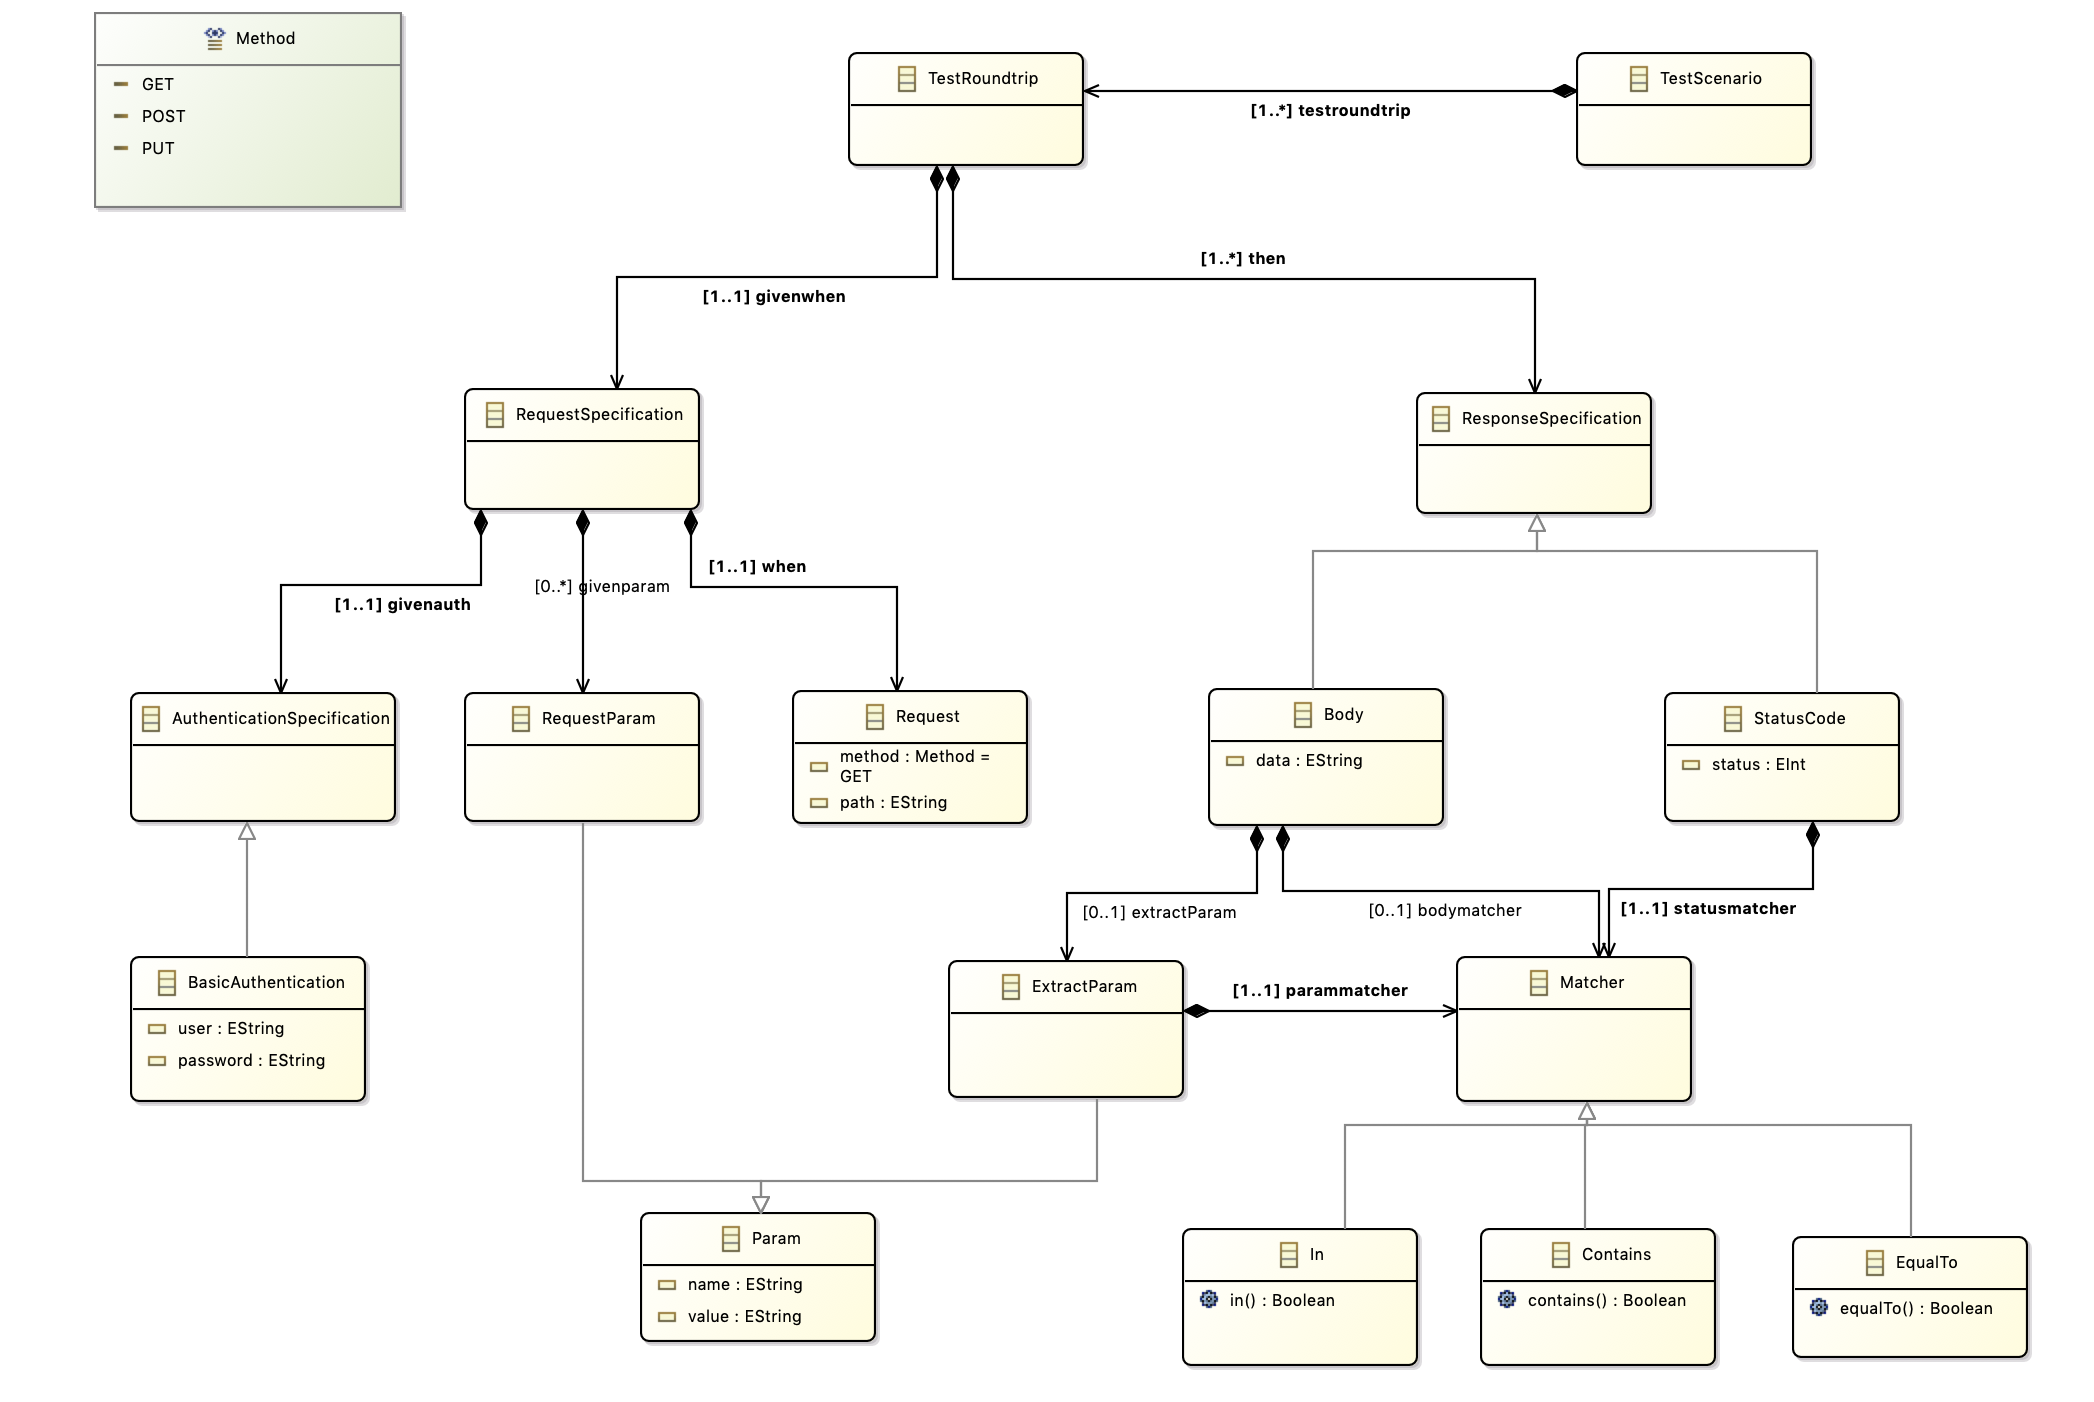 Method
GET
POST
PUT
TestRoundtrip
TestScenario
[1..*] testroundtrip
[1..*] then
[1..1] givenwhen
RequestSpecification
ResponseSpecification
[1..1] givenauth
[0..*] givenparam
[1..1] when
AuthenticationSpecification
RequestParam
Request
method : Method =
GET
path : EString
Body
data : EString
StatusCode
status : EInt
[0..1] extractParam
[0..1] bodymatcher
[1..1] statusmatcher
BasicAuthentication
user : EString
password : EString
ExtractParam
[1..1] parammatcher
Matcher
Param
name : EString
value : EString
In
in() : Boolean
Contains
contains() : Boolean
EqualTo
equalTo() : Boolean